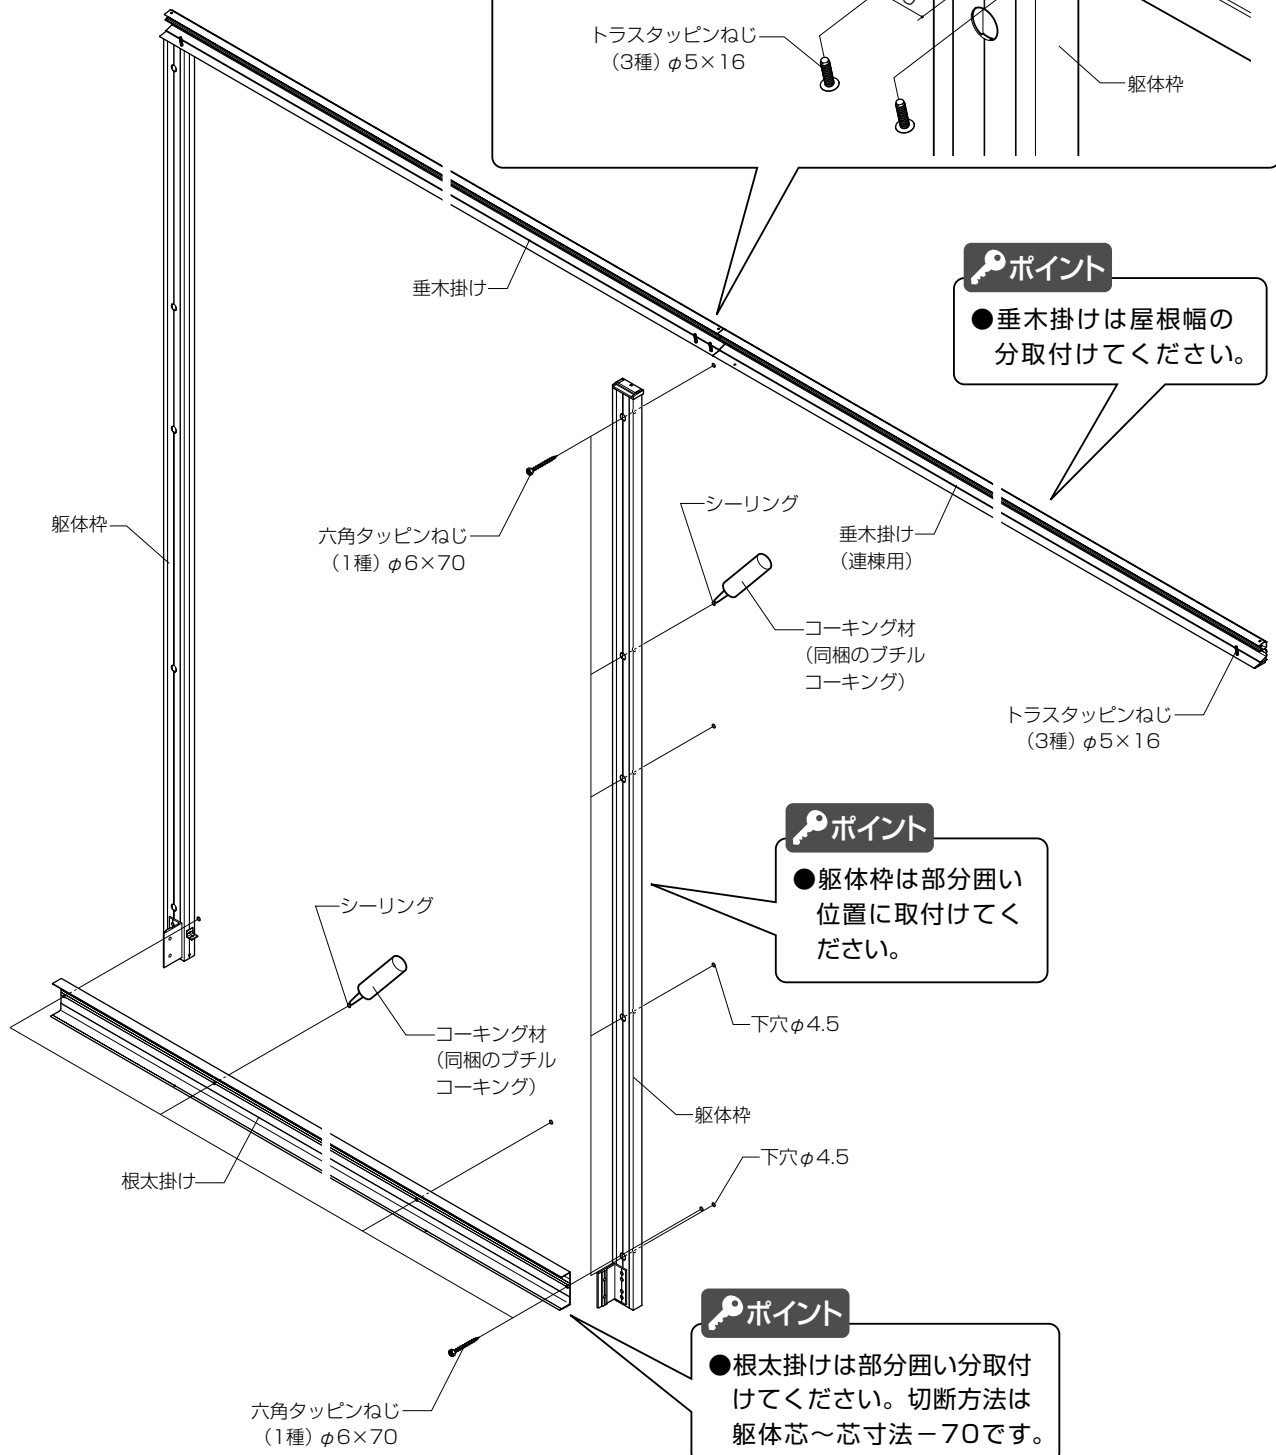 トラスタッピンねじ
(3種) φ5×16
躯体枠
垂木掛け
ポイント
●垂木掛けは屋根幅の
分取付けてください。
躯体枠
六角タッピンねじ
(1種) φ6×70
シーリング
垂木掛け
(連棟用)
コーキング材
(同梱のブチル
コーキング)
トラスタッピンねじ
(3種) φ5×16
ポイント
●躯体枠は部分囲い
位置に取付けてく
ださい。
シーリング
コーキング材
(同梱のブチル
コーキング)
下穴φ4.5
躯体枠
下穴φ4.5
根太掛け
ポイント
●根太掛けは部分囲い分取付
けてください。切断方法は
躯体芯～芯寸法－70です。
六角タッピンねじ
(1種) φ6×70